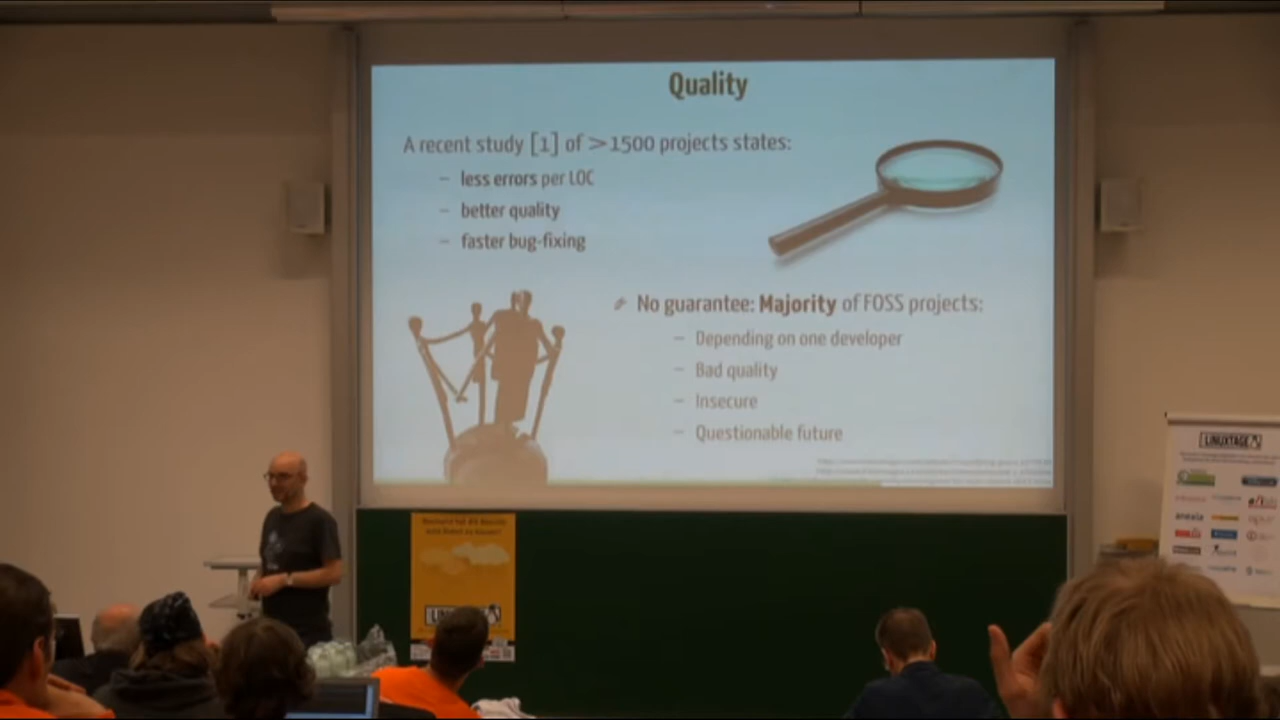 Quality
A recent study [1] of >1500 projects states:
– less errors per LOC
– better quality
– faster bug-fixing
No guarantee: Majority of FOSS projects:
– Depending on one developer
– Bad quality
– Insecure
– Questionable future
LINUXTAGE
anexia